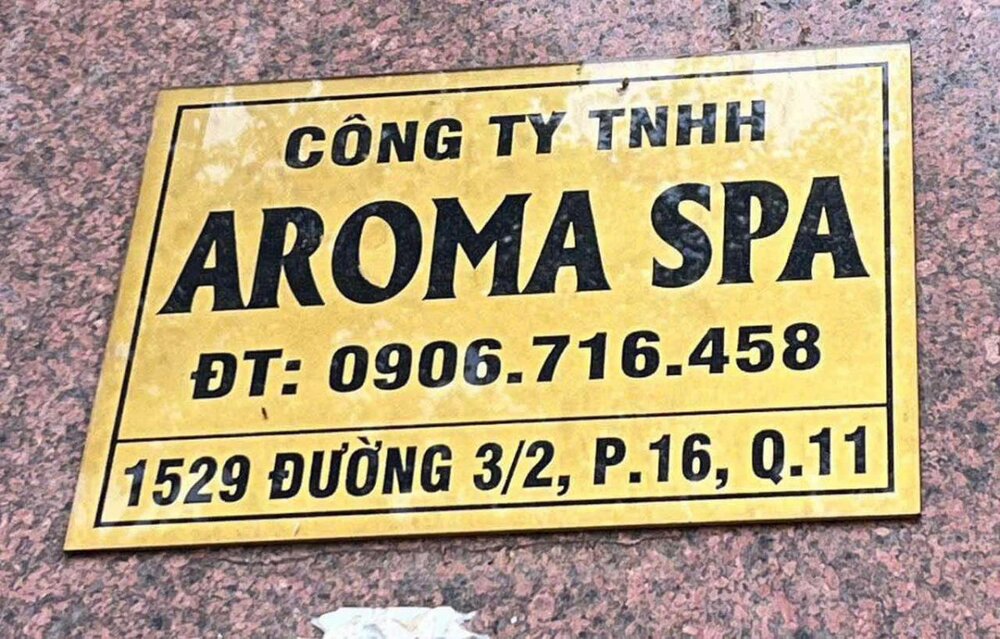 CÔNG TY TNHH
AROMA SPA
ĐT: 0906.716.458
1529 ĐƯỜNG 3/2, P.16, Q.11